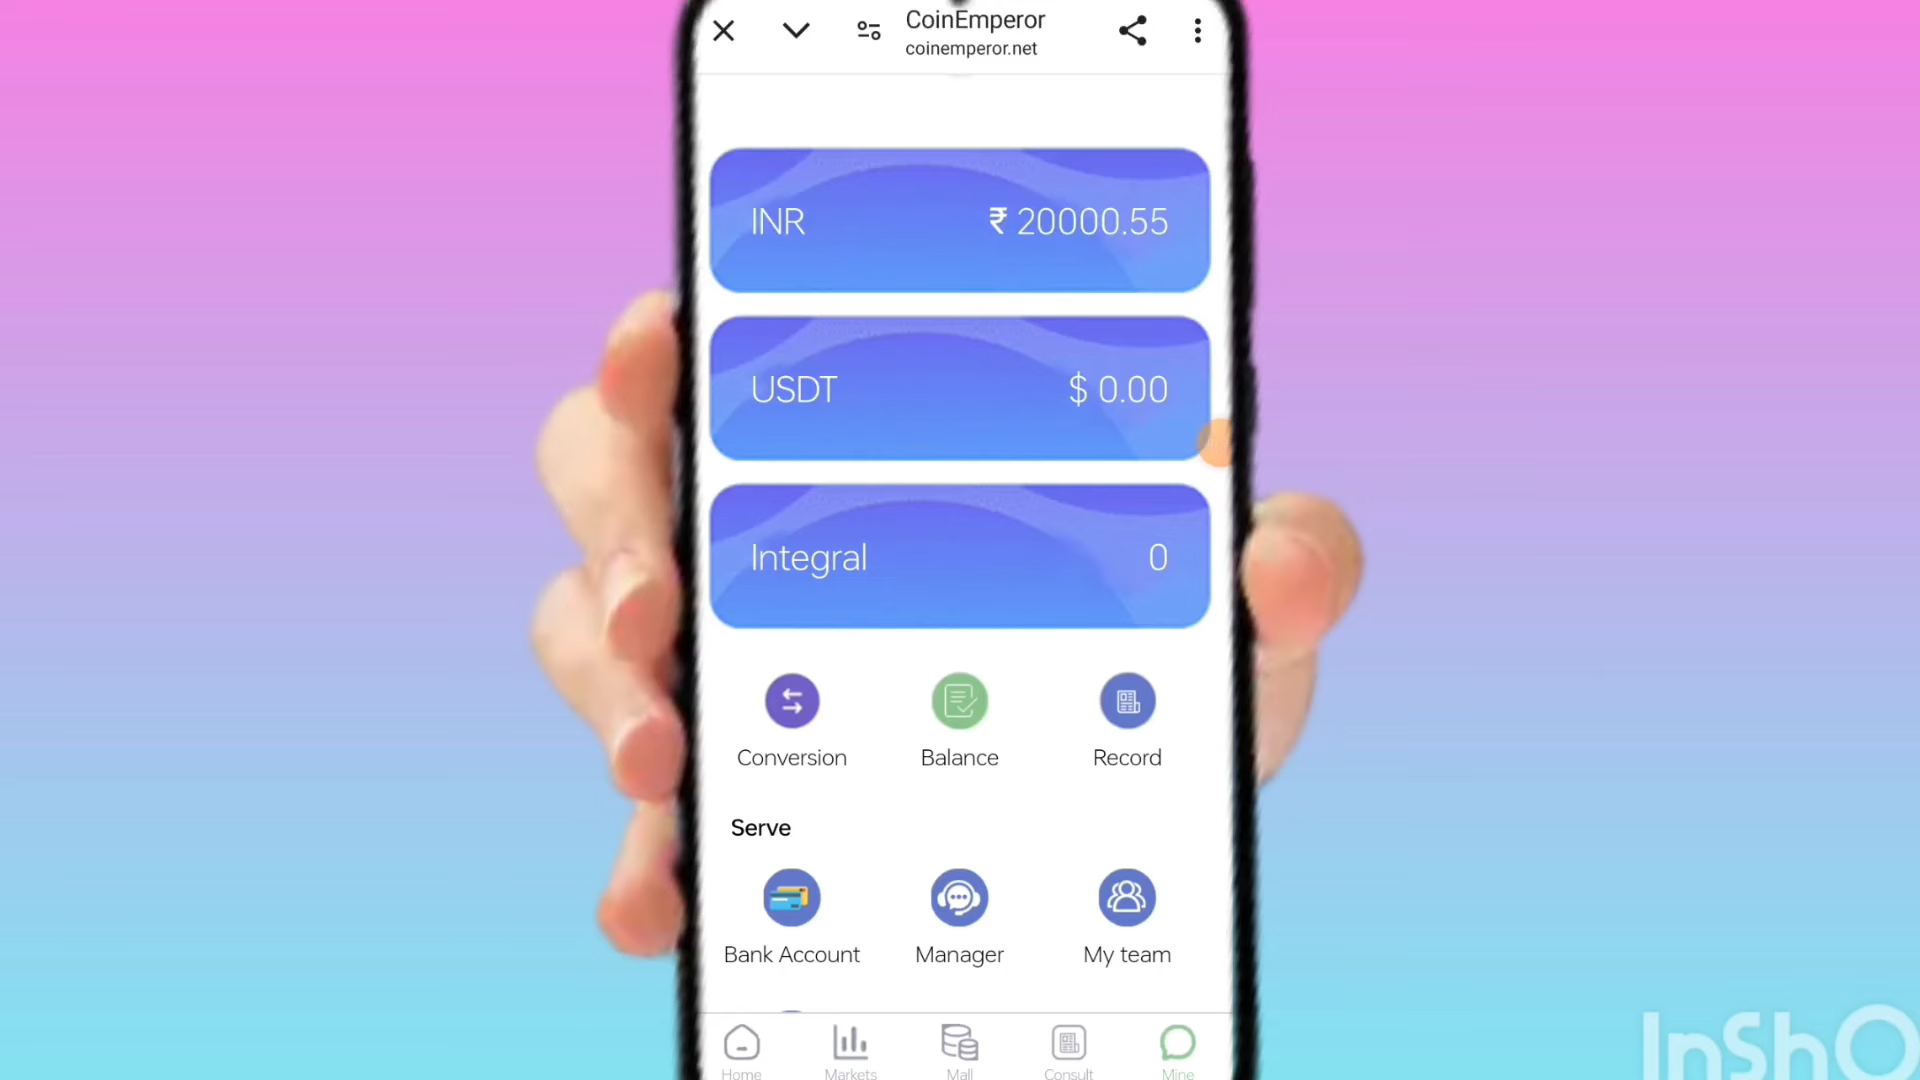 CoinEmperor
coinemperor.net
INR ₹ 20000.55
USDT $ 0.00
Integral 0
Conversion Balance Record
Serve
Bank Account Manager My team
Home Markets Mall Consult Mine
InShO